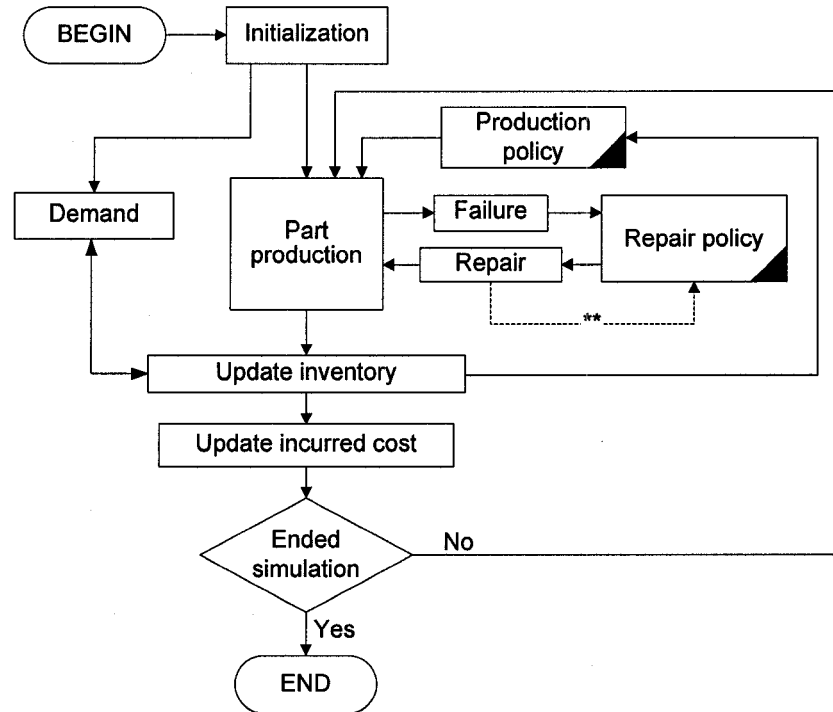 BEGIN
Initialization
Production
policy
Demand
Part
production
Failure
Repair
Repair policy
**
Update inventory
Update incurred cost
Ended
simulation
No
Yes
END